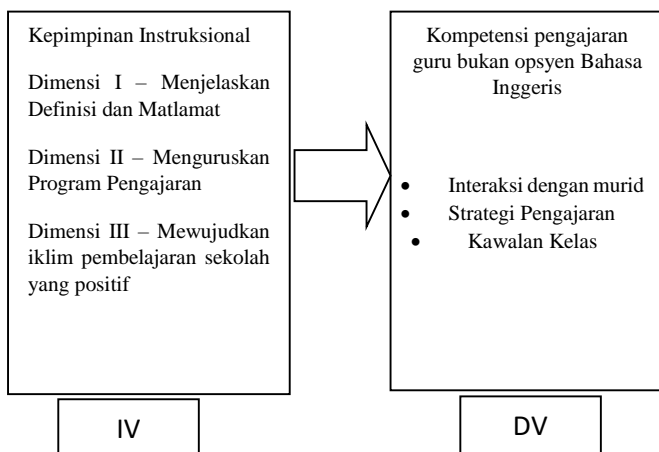 Kepimpinan Instruksional
Dimensi I – Menjelaskan
Definisi dan Matlamat
Dimensi II – Menguruskan
Program Pengajaran
Dimensi III – Mewujudkan
iklim pembelajaran sekolah
yang positif
IV
Kompetensi pengajaran
guru bukan opsyen Bahasa
Inggeris
• Interaksi dengan murid
• Strategi Pengajaran
• Kawalan Kelas
DV